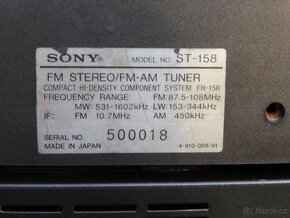 SONY MODEL NO. ST-158
FM STEREO/FM-AM TUNER
COMPACT HI-DENSITY COMPONENT SYSTEM FH-15R
FREQUENCY RANGE: FM: 87.5-108MHz
MW: 531-1602kHz LW: 153-344kHz
IF: FM 10.7MHz AM 450kHz
SERIAL NO. 500018
MADE IN JAPAN 4-910-008-01